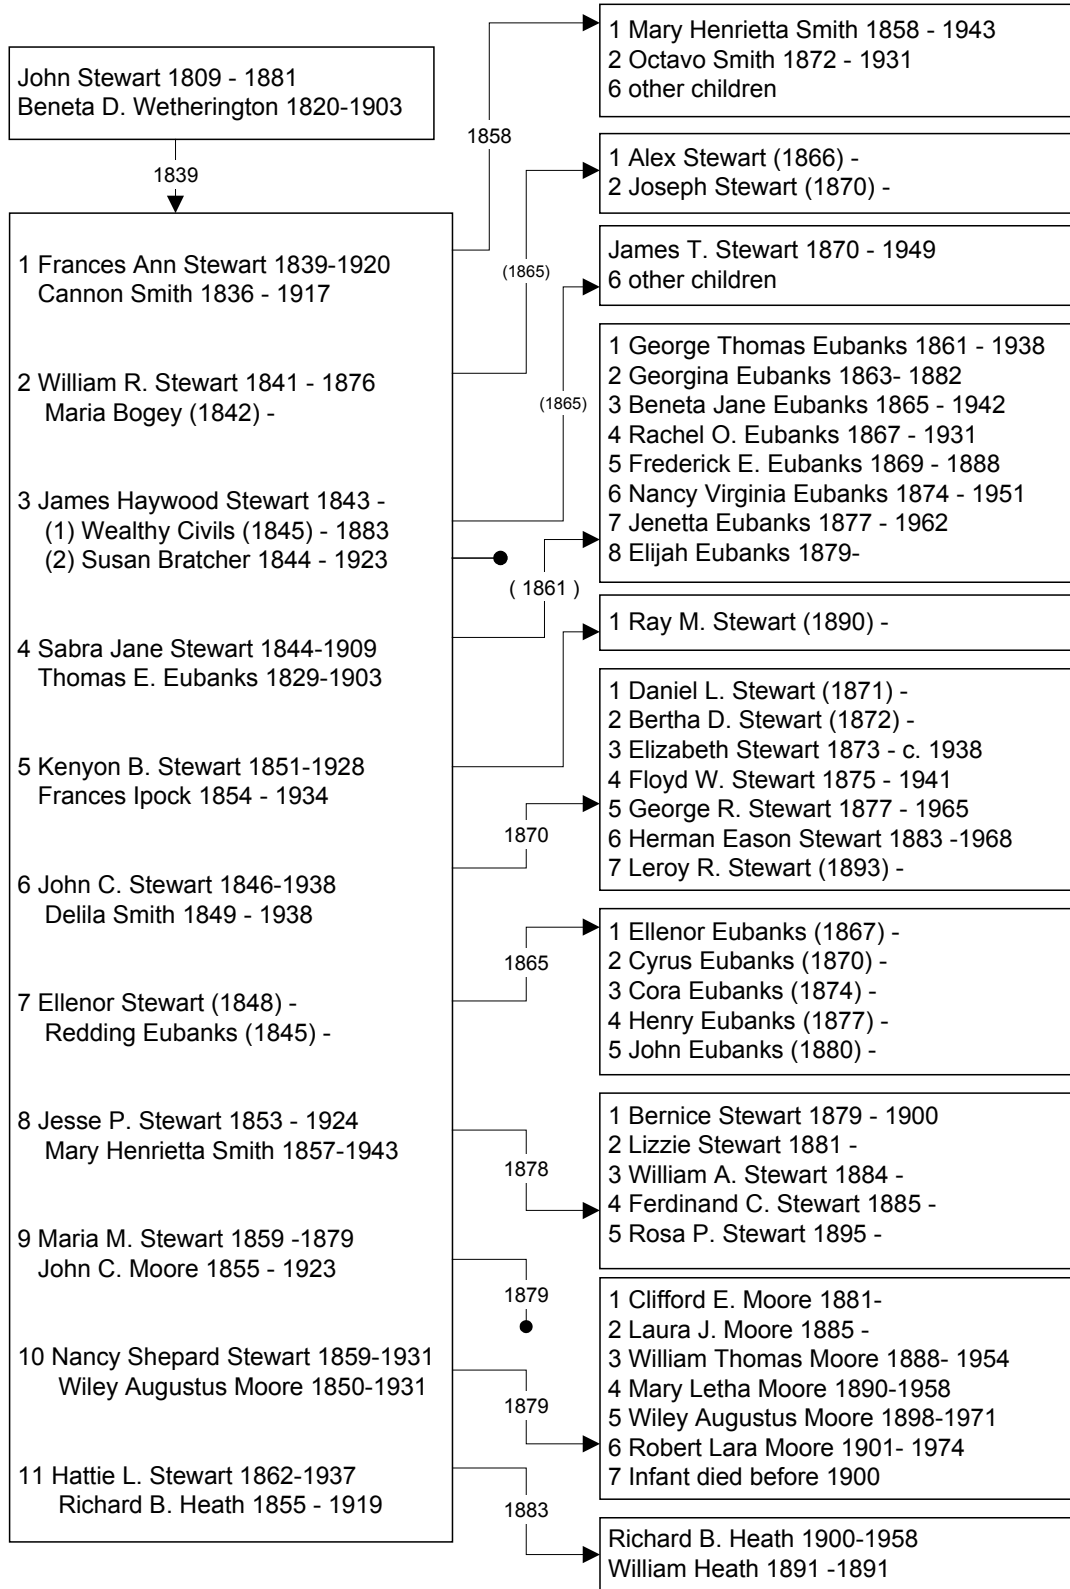 John Stewart 1809 - 1881
Beneta D. Wetherington 1820-1903
1839
1 Frances Ann Stewart 1839-1920
Cannon Smith 1836 - 1917
2 William R. Stewart 1841 - 1876
Maria Bogey (1842) -
3 James Haywood Stewart 1843 -
(1) Wealthy Civils (1845) - 1883
(2) Susan Bratcher 1844 - 1923
4 Sabra Jane Stewart 1844-1909
Thomas E. Eubanks 1829-1903
5 Kenyon B. Stewart 1851-1928
Frances Ipock 1854 - 1934
6 John C. Stewart 1846-1938
Delila Smith 1849 - 1938
7 Ellenor Stewart (1848) -
Redding Eubanks (1845) -
8 Jesse P. Stewart 1853 - 1924
Mary Henrietta Smith 1857-1943
9 Maria M. Stewart 1859 -1879
John C. Moore 1855 - 1923
10 Nancy Shepard Stewart 1859-1931
Wiley Augustus Moore 1850-1931
11 Hattie L. Stewart 1862-1937
Richard B. Heath 1855 - 1919
1858
(1865)
(1865)
( 1861 )
1870
1865
1878
1879
1879
1883
1 Mary Henrietta Smith 1858 - 1943
2 Octavo Smith 1872 - 1931
6 other children
1 Alex Stewart (1866) -
2 Joseph Stewart (1870) -
James T. Stewart 1870 - 1949
6 other children
1 George Thomas Eubanks 1861 - 1938
2 Georgina Eubanks 1863- 1882
3 Beneta Jane Eubanks 1865 - 1942
4 Rachel O. Eubanks 1867 - 1931
5 Frederick E. Eubanks 1869 - 1888
6 Nancy Virginia Eubanks 1874 - 1951
7 Jenetta Eubanks 1877 - 1962
8 Elijah Eubanks 1879-
1 Ray M. Stewart (1890) -
1 Daniel L. Stewart (1871) -
2 Bertha D. Stewart (1872) -
3 Elizabeth Stewart 1873 - c. 1938
4 Floyd W. Stewart 1875 - 1941
5 George R. Stewart 1877 - 1965
6 Herman Eason Stewart 1883 -1968
7 Leroy R. Stewart (1893) -
1 Ellenor Eubanks (1867) -
2 Cyrus Eubanks (1870) -
3 Cora Eubanks (1874) -
4 Henry Eubanks (1877) -
5 John Eubanks (1880) -
1 Bernice Stewart 1879 - 1900
2 Lizzie Stewart 1881 -
3 William A. Stewart 1884 -
4 Ferdinand C. Stewart 1885 -
5 Rosa P. Stewart 1895 -
1 Clifford E. Moore 1881-
2 Laura J. Moore 1885 -
3 William Thomas Moore 1888- 1954
4 Mary Letha Moore 1890-1958
5 Wiley Augustus Moore 1898-1971
6 Robert Lara Moore 1901- 1974
7 Infant died before 1900
Richard B. Heath 1900-1958
William Heath 1891 -1891